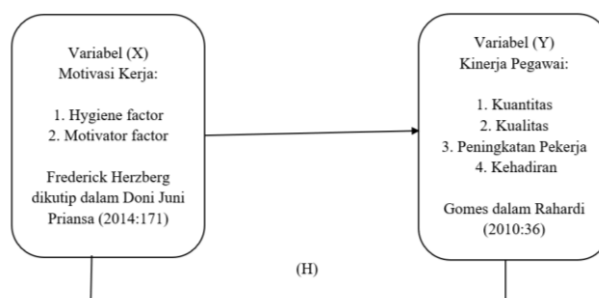 Variabel (X)
Motivasi Kerja:
1. Hygiene factor
2. Motivator factor
Frederick Herzberg
dikutip dalam Doni Juni
Priansa (2014:171)
Variabel (Y)
Kinerja Pegawai:
1. Kuantitas
2. Kualitas
3. Peningkatan Pekerja
4. Kehadiran
Gomes dalam Rahardi
(2010:36)
(H)